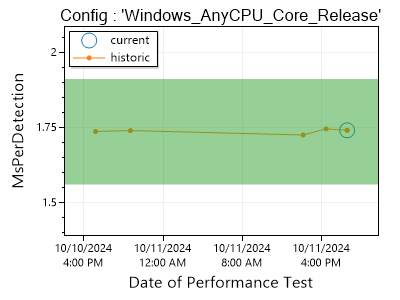 Config : 'Windows_AnyCPU_Core_Release'
current
historic
MsPerDetection
2
1.75
1.5
10/10/2024 10/11/2024 10/11/2024 10/11/2024
4:00 PM 12:00 AM 8:00 AM 4:00 PM
Date of Performance Test